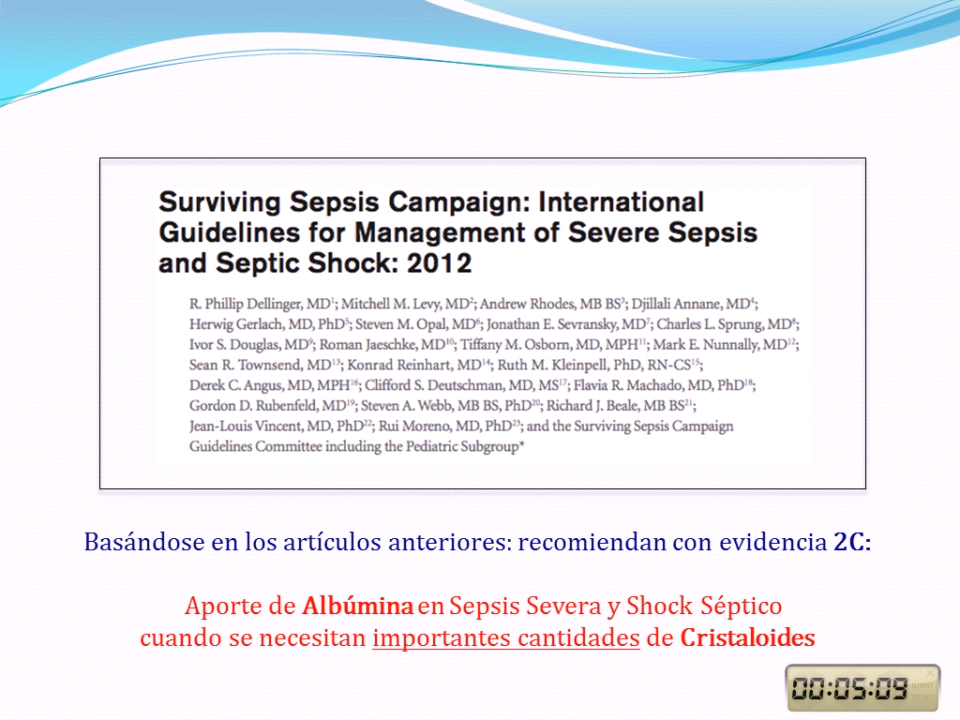 Surviving Sepsis Campaign: International
Guidelines for Management of Severe Sepsis
and Septic Shock: 2012
R. Phillip Dellinger, MD¹; Mitchell M. Levy, MD²; Andrew Rhodes, MB BS³; Djillali Annane, MD⁴;
Herwig Gerlach, MD, PhD⁵; Steven M. Opal, MD⁶; Jonathan E. Sevransky, MD⁷; Charles L. Sprung, MD⁸;
Ivor S. Douglas, MD⁹; Roman Jaeschke, MD¹⁰; Tiffany M. Osborn, MD, MPH¹¹; Mark E. Nunnally, MD¹²;
Sean R. Townsend, MD¹³; Konrad Reinhart, MD¹⁴; Ruth M. Kleinpell, PhD, RN-CS¹⁵;
Derek C. Angus, MD, MPH¹⁶; Clifford S. Deutschman, MD, MS¹⁷; Flavia R. Machado, MD, PhD¹⁸;
Gordon D. Rubenfeld, MD¹⁹; Steven A. Webb, MB BS, PhD²⁰; Richard J. Beale, MB BS²¹;
Jean-Louis Vincent, MD, PhD²²; Rui Moreno, MD, PhD²³; and the Surviving Sepsis Campaign
Guidelines Committee including the Pediatric Subgroup*
Basándose en los artículos anteriores: recomiendan con evidencia 2C:
Aporte de Albúmina en Sepsis Severa y Shock Séptico
cuando se necesitan importantes cantidades de Cristaloides
00:05:09